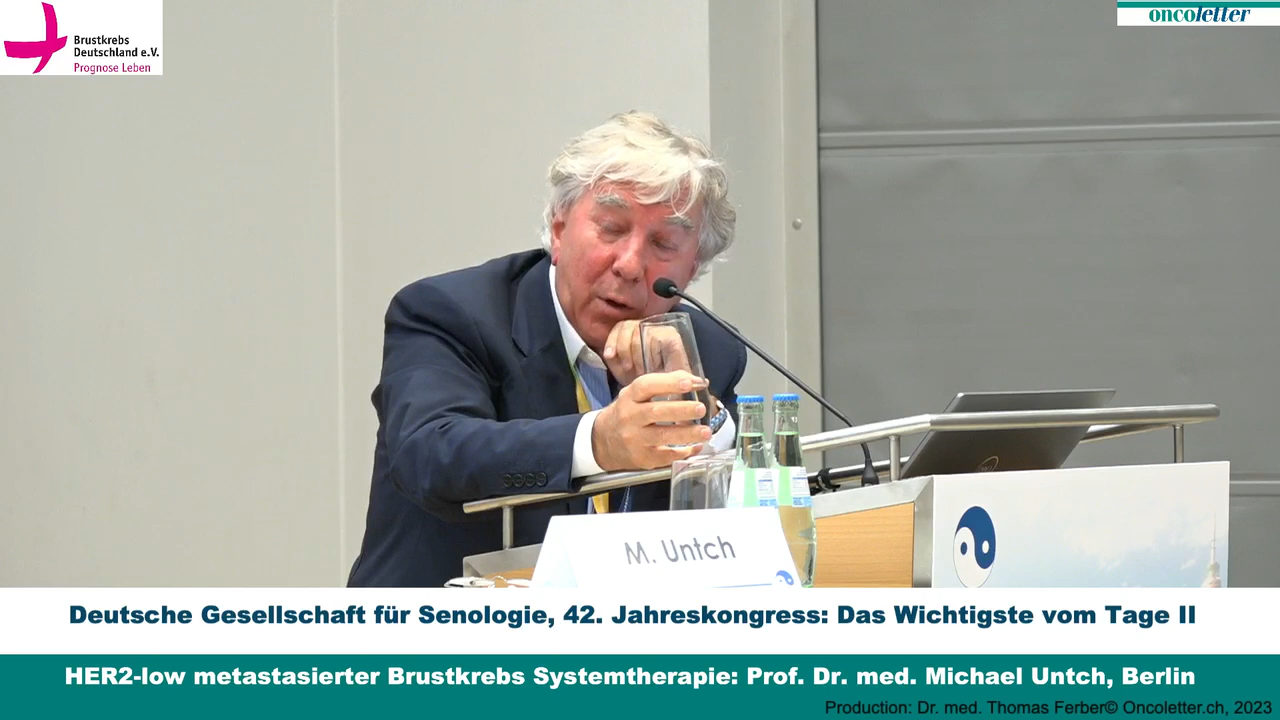 Brustkrebs
Deutschland e.V.
Prognose Leben
oncoletter
M. Untch
Deutsche Gesellschaft für Senologie, 42. Jahreskongress: Das Wichtigste vom Tage II
HER2-low metastasierter Brustkrebs Systemtherapie: Prof. Dr. med. Michael Untch, Berlin
Production: Dr. med. Thomas Ferber© Oncoletter.ch, 2023